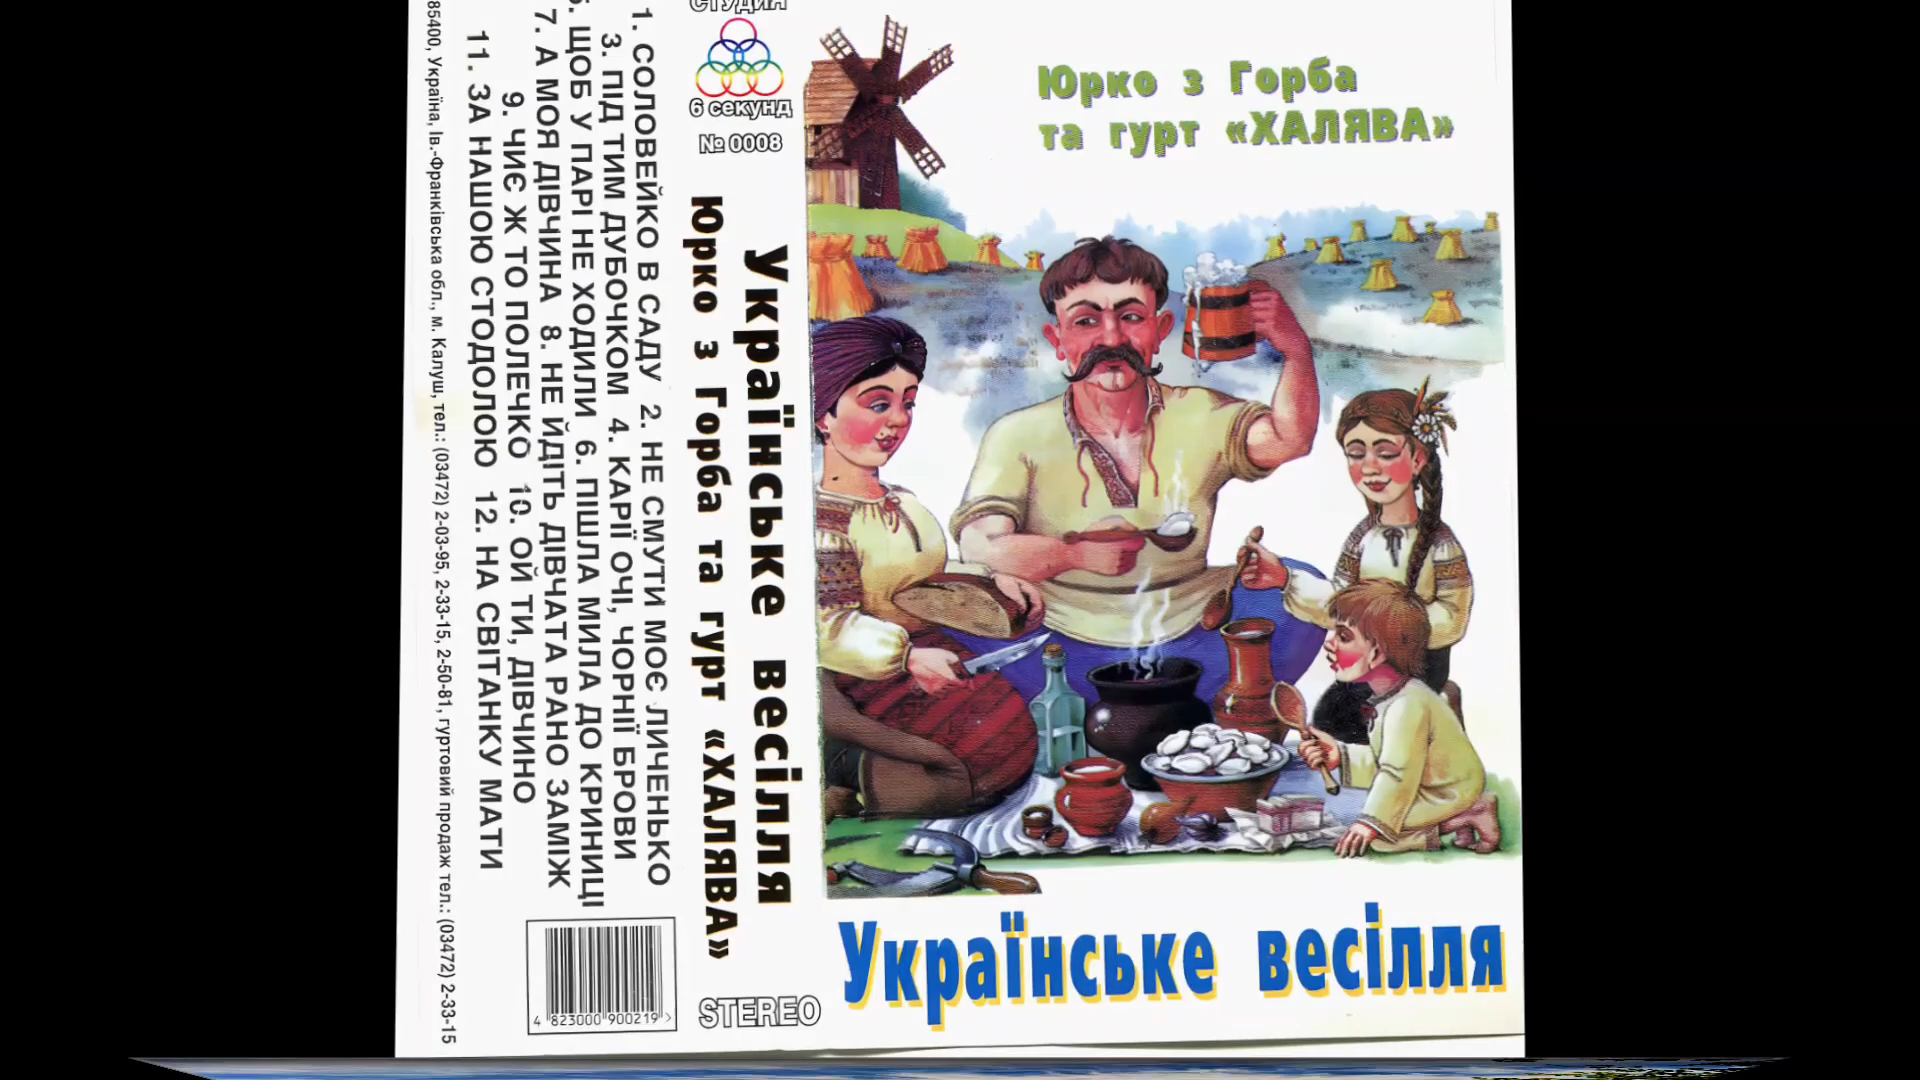 85400, Україна, Ів.-Франківська обл., м. Калуш, тел.: (03472) 2-03-95, 2-33-15, 2-50-81, гуртовий продаж тел.: (03472) 2-33-15
1. СОЛОВЕЙКО В САДУ 2. НЕ СМУТИ МОЄ ЛИЧЕНЬКО
3. ПІД ТИМ ДУБОЧКОМ 4. КАРІЇ ОЧІ, ЧОРНІЇ БРОВИ
5. ЩОБ У ПАРІ НЕ ХОДИЛИ 6. ПІШЛА МИЛА ДО КРИНИЦІ
7. А МОЯ ДІВЧИНА 8. НЕ ЙДІТЬ ДІВЧАТА РАНО ЗАМІЖ
9. ЧИЄ Ж ТО ПОЛЕЧКО 10. ОЙ ТИ, ДІВЧИНО
11. ЗА НАШОЮ СТОДОЛОЮ 12. НА СВІТАНКУ МАТИ
4 823000 900219 >
СТУДИЯ
6 секунд
№ 0008
Українське весілля
Юрко з Горба та гурт «ХАЛЯВА»
STEREO
Юрко з Горба
та гурт «ХАЛЯВА»
Українське весілля